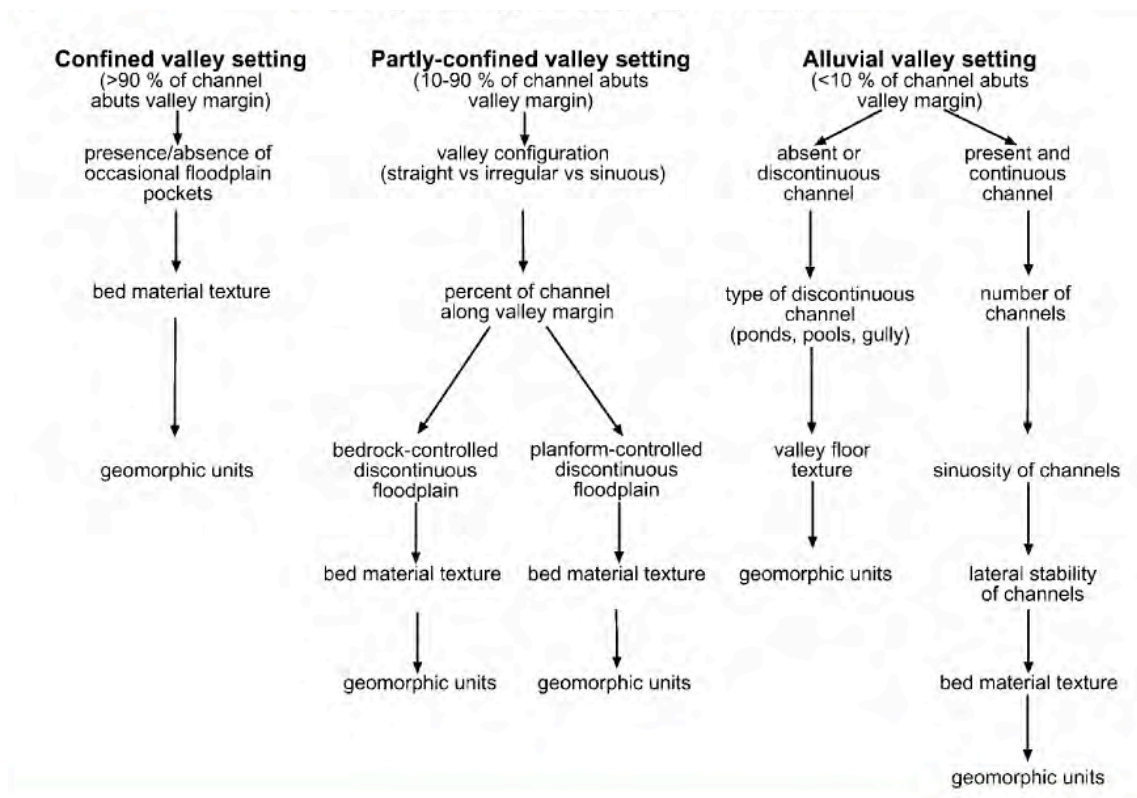 Confined valley setting
(>90 % of channel
abuts valley margin)
presence/absence of
occasional floodplain
pockets
bed material texture
geomorphic units
Partly-confined valley setting
(10-90 % of channel abuts
valley margin)
valley configuration
(straight vs irregular vs sinuous)
percent of channel
along valley margin
bedrock-controlled
discontinuous
floodplain
bed material texture
geomorphic units
planform-controlled
discontinuous
floodplain
bed material texture
geomorphic units
Alluvial valley setting
(<10 % of channel abuts
valley margin)
absent or
discontinuous
channel
type of discontinuous
channel
(ponds, pools, gully)
valley floor
texture
geomorphic units
present and
continuous
channel
number of
channels
sinuosity of channels
lateral stability
of channels
bed material texture
geomorphic units